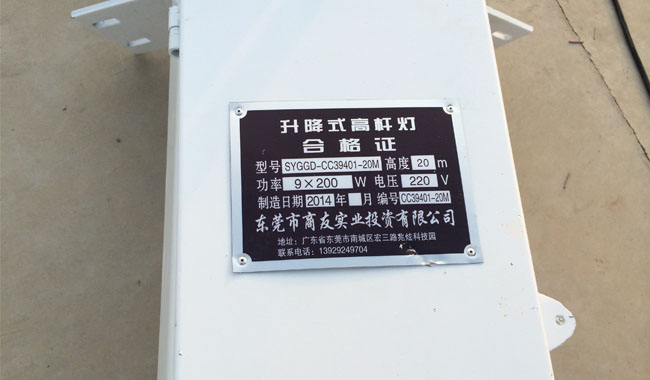 升降式高杆灯
合格证
型号 SYGGD-CC39401-20M 高度 20 m
功率 9×200 W 电压 220 V
制造日期 2014 年 月 编号 CC39401-20M
东莞市商友实业投资有限公司
地址：广东省东莞市南城区宏三路兆炫科技园
联系电话：13929249704